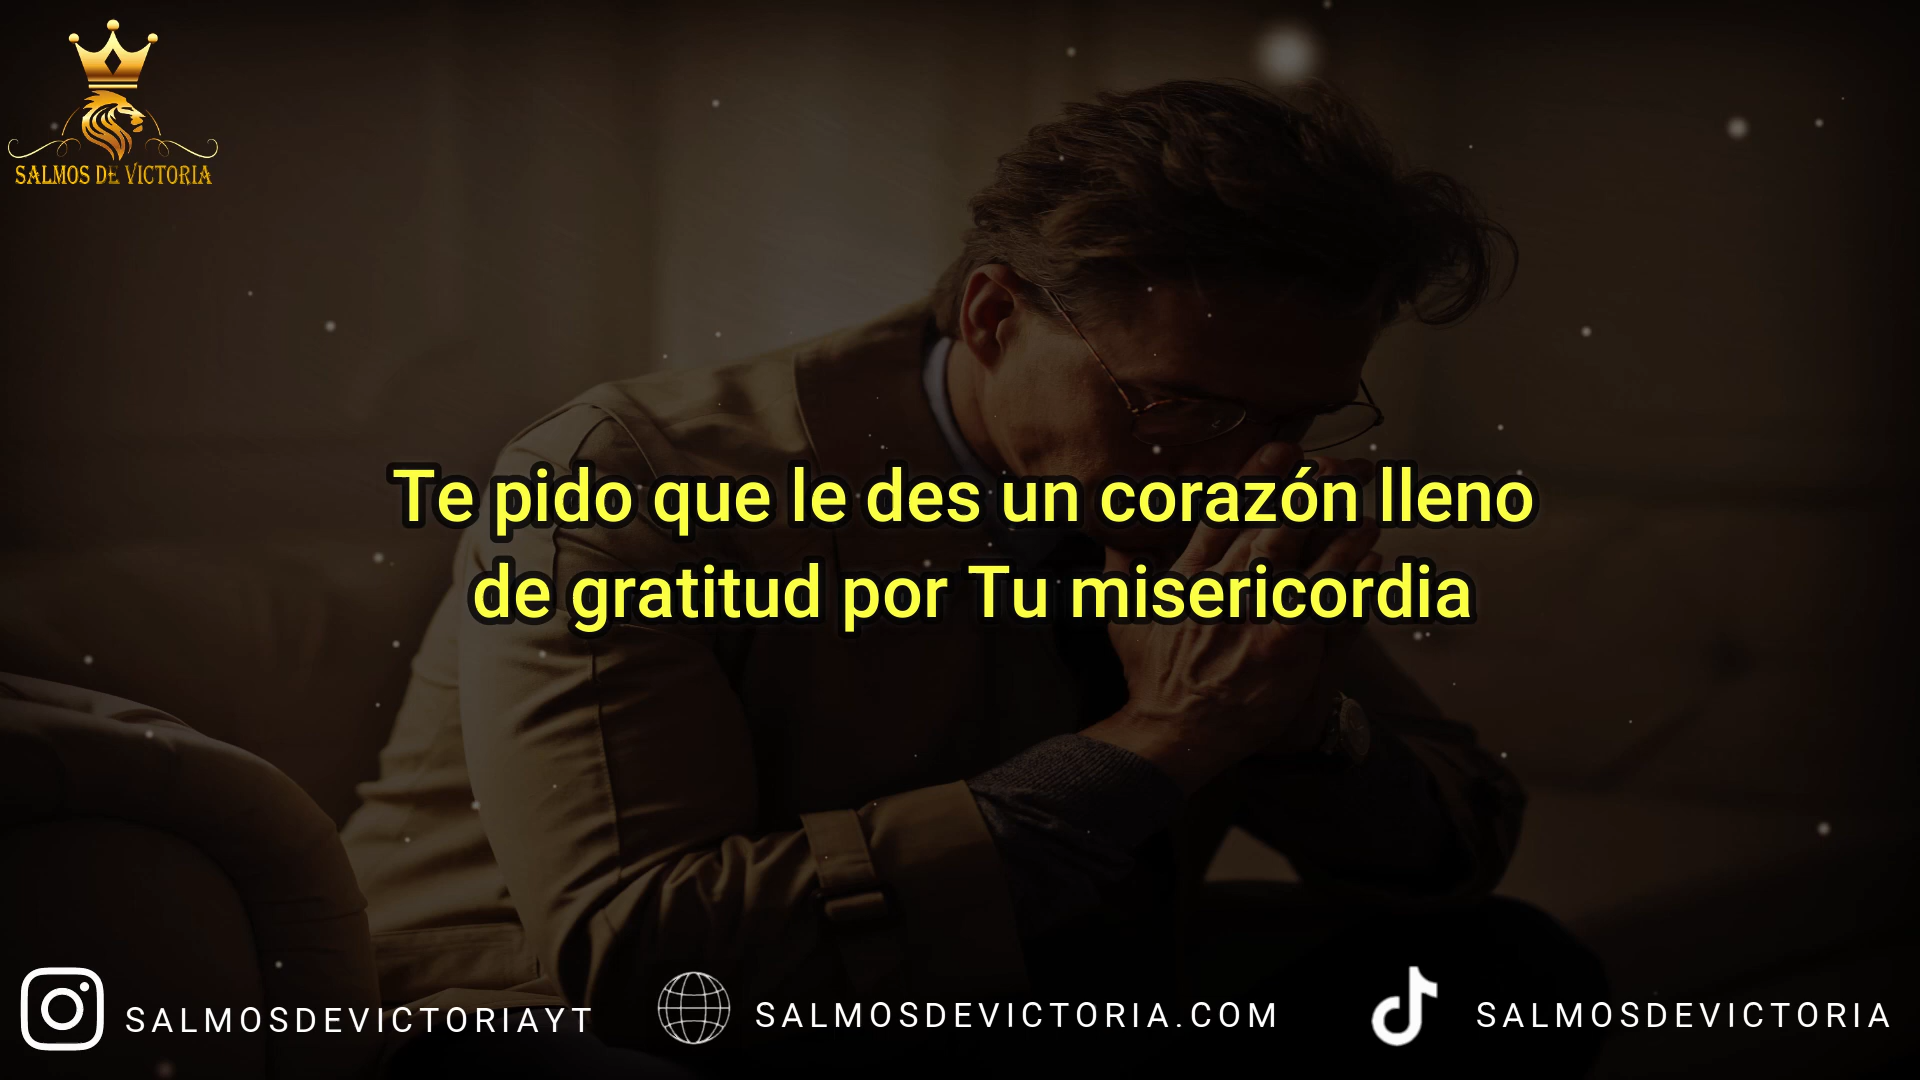 SALMOS DE VICTORIA
Te pido que le des un corazón lleno
de gratitud por Tu misericordia
SALMOSDEVICTORIAYT
SALMOSDEVICTORIA.COM
SALMOSDEVICTORIA